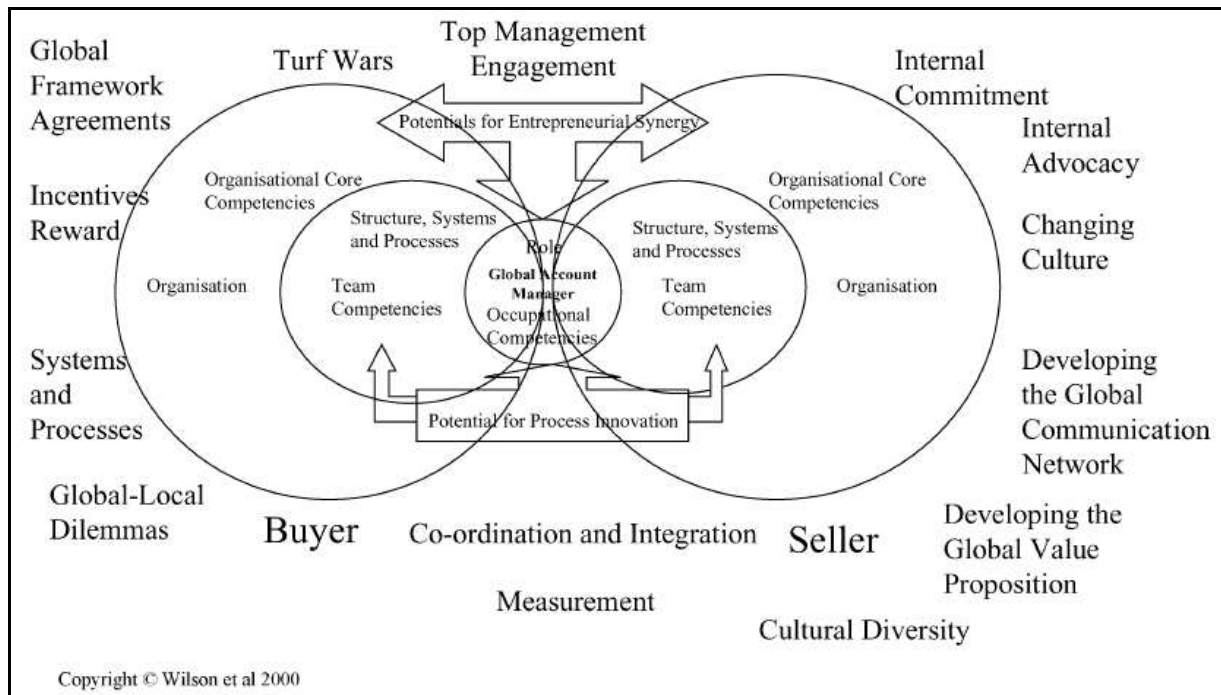 Global
Framework
Agreements
Turf Wars
Top Management
Engagement
Internal
Commitment
Potentials for Entrepreneurial Synergy
Internal
Advocacy
Incentives
Reward
Organisational Core
Competencies
Structure, Systems
and Processes
Role
Global Account
Manager
Occupational
Competencies
Organisational Core
Competencies
Structure, Systems
and Processes
Changing
Culture
Organisation
Team
Competencies
Team
Competencies
Organisation
Systems
and
Processes
Potential for Process Innovation
Developing
the Global
Communication
Network
Global-Local
Dilemmas
Buyer
Co-ordination and Integration
Seller
Developing the
Global Value
Proposition
Measurement
Cultural Diversity
Copyright © Wilson et al 2000